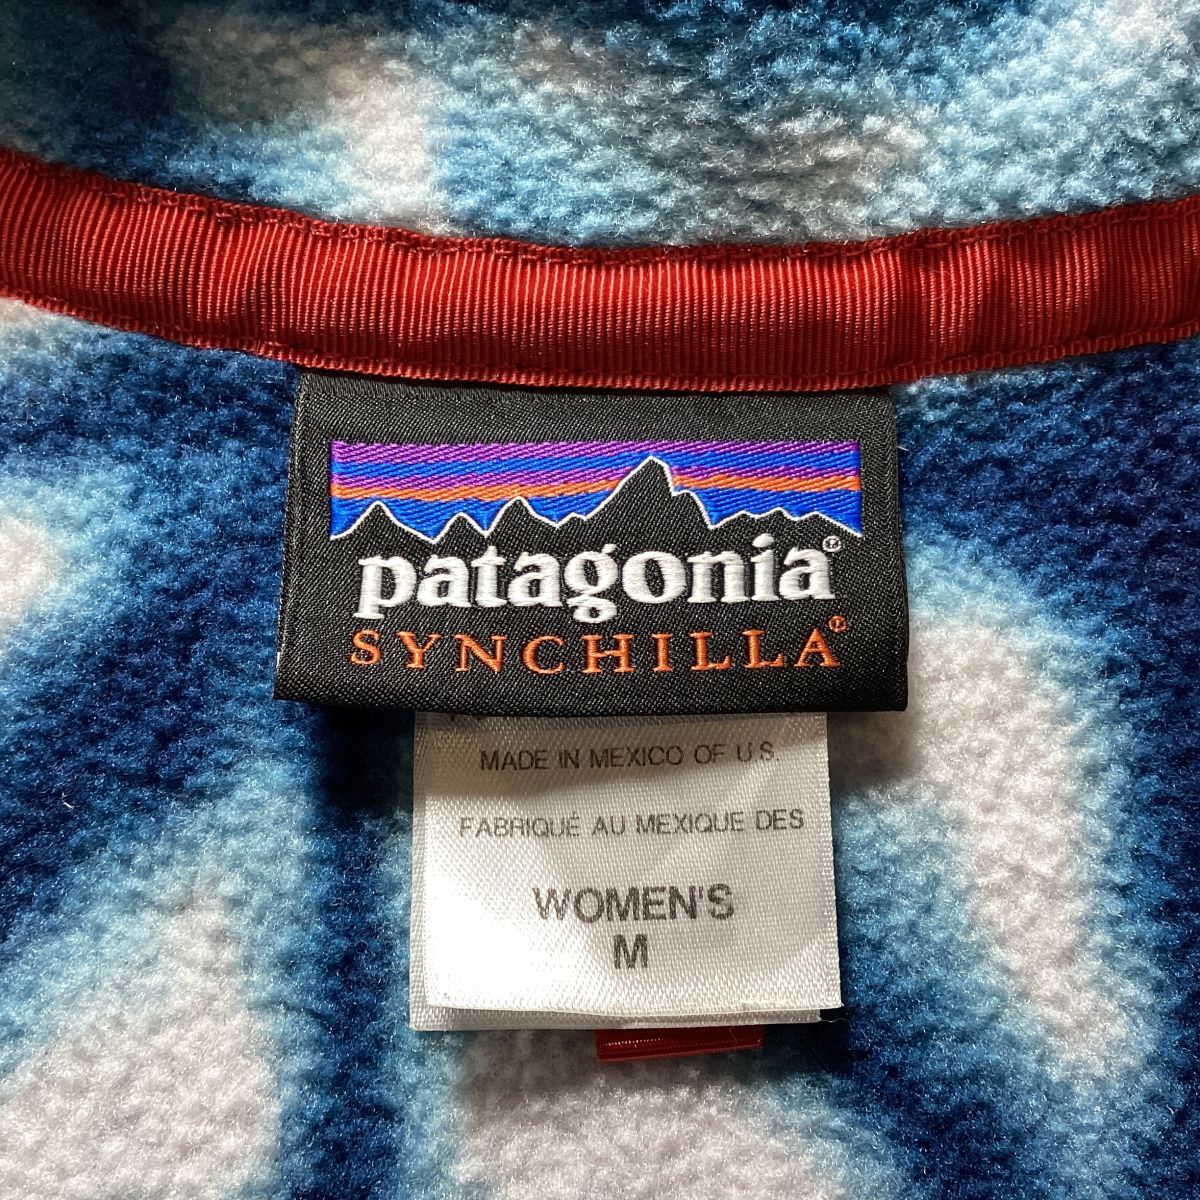 patagonia®
SYNCHILLA®
MADE IN MEXICO OF U.S.
FABRIQUÉ AU MEXIQUE DES
WOMEN'S
M